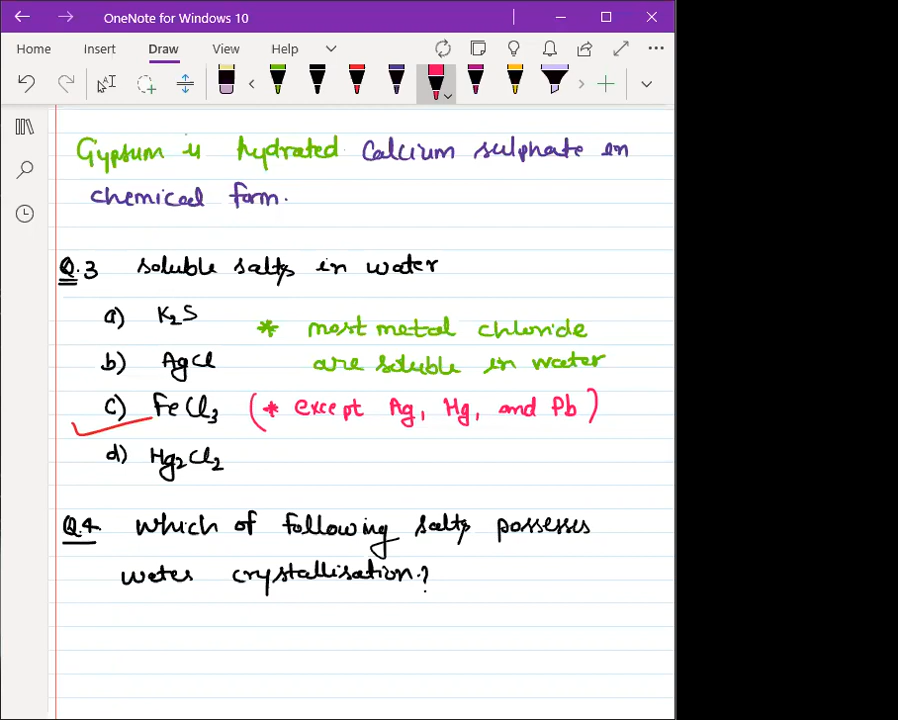 OneNote for Windows 10
Home Insert Draw View Help
Gypsum is hydrated Calcium sulphate in
chemical form.
Q.3 soluble salts in water
a) K₂S
* most metal chloride
b) AgCl
are soluble in water
c) FeCl₃ (* except Ag, Hg, and Pb)
d) Hg₂Cl₂
Q.4 which of following salts possesses
water crystallisation?